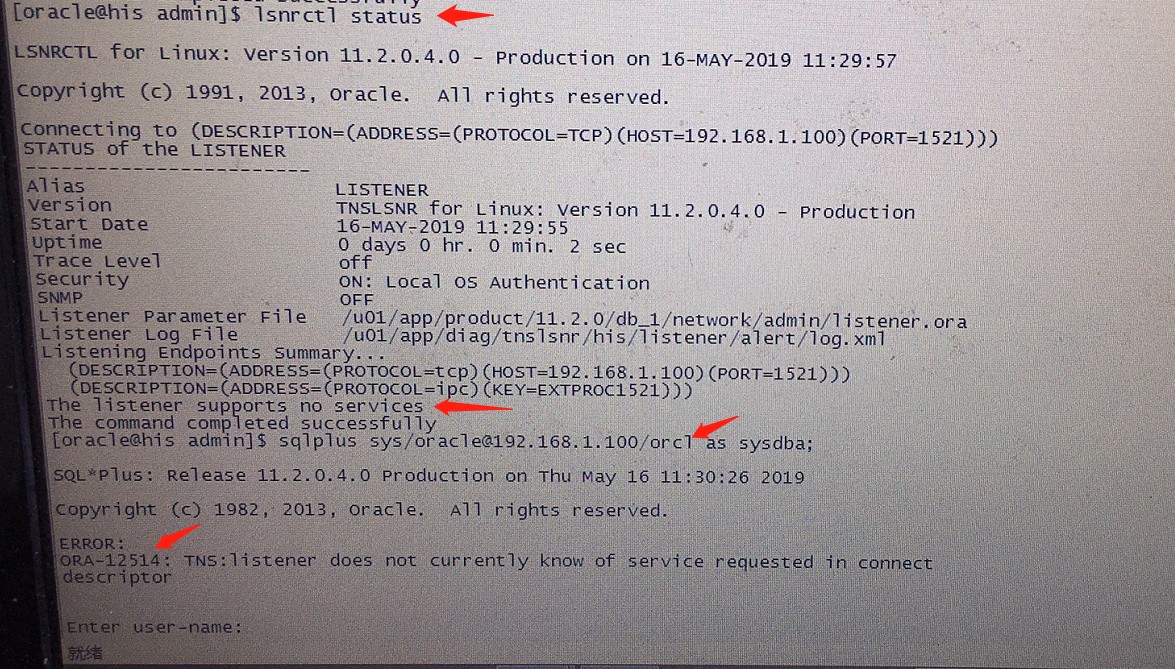 [oracle@his admin]$ lsnrctl status
LSNRCTL for Linux: Version 11.2.0.4.0 - Production on 16-MAY-2019 11:29:57
Copyright (c) 1991, 2013, Oracle.  All rights reserved.
Connecting to (DESCRIPTION=(ADDRESS=(PROTOCOL=TCP)(HOST=192.168.1.100)(PORT=1521)))
STATUS of the LISTENER
------------------------
Alias                     LISTENER
Version                   TNSLSNR for Linux: Version 11.2.0.4.0 - Production
Start Date                16-MAY-2019 11:29:55
Uptime                    0 days 0 hr. 0 min. 2 sec
Trace Level               off
Security                  ON: Local OS Authentication
SNMP                      OFF
Listener Parameter File   /u01/app/product/11.2.0/db_1/network/admin/listener.ora
Listener Log File         /u01/app/diag/tnslsnr/his/listener/alert/log.xml
Listening Endpoints Summary...
  (DESCRIPTION=(ADDRESS=(PROTOCOL=tcp)(HOST=192.168.1.100)(PORT=1521)))
  (DESCRIPTION=(ADDRESS=(PROTOCOL=ipc)(KEY=EXTPROC1521)))
The listener supports no services
The command completed successfully
[oracle@his admin]$ sqlplus sys/oracle@192.168.1.100/orcl as sysdba;
SQL*Plus: Release 11.2.0.4.0 Production on Thu May 16 11:30:26 2019
Copyright (c) 1982, 2013, Oracle.  All rights reserved.
ERROR:
ORA-12514: TNS:listener does not currently know of service requested in connect
descriptor
Enter user-name:
就绪